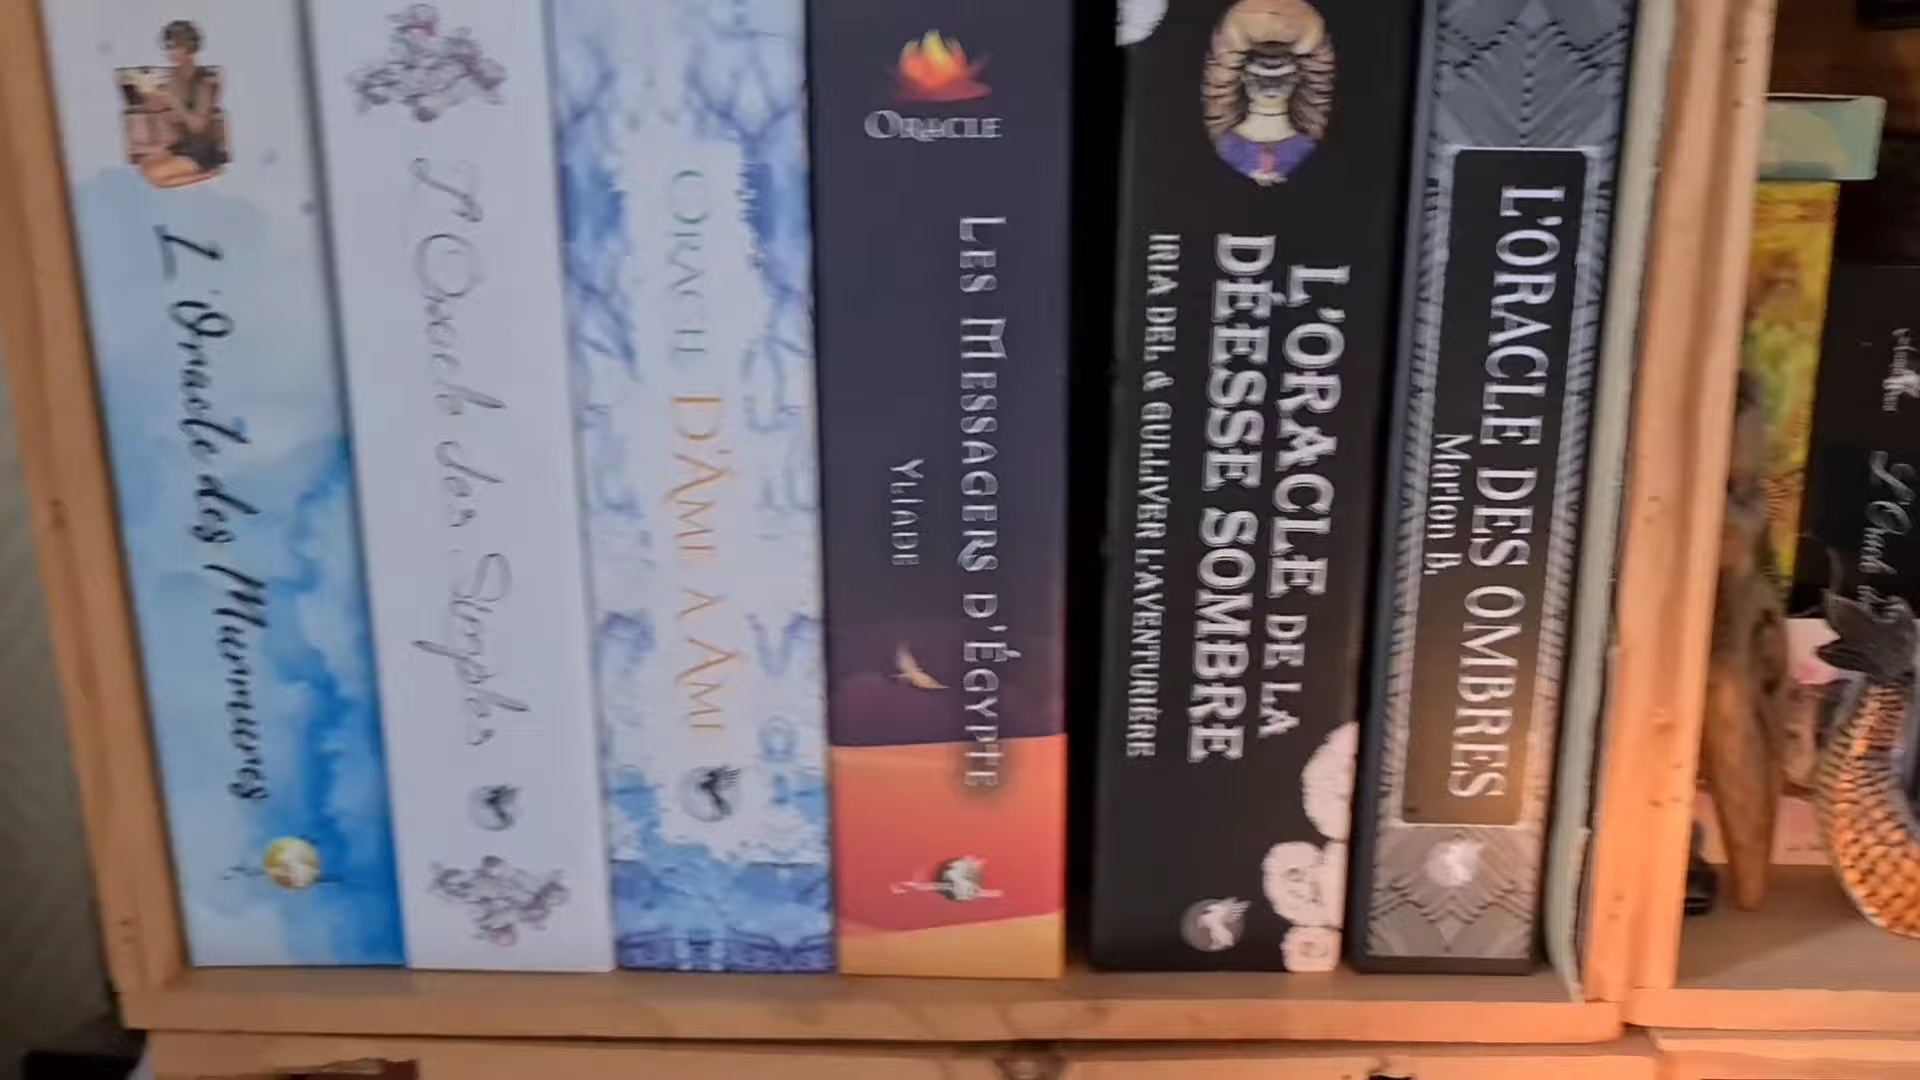 L'Oracle des Murmures
L'Oracle des Simples
ORACLE D'ÂME À ÂME
ORACLE
LES MESSAGERS D'ÉGYPTE
YLIADE
L'ORACLE DE LA
DÉESSE SOMBRE
IRIA DEL & GULLIVER L'AVENTURIÈRE
L'ORACLE DES OMBRES
Marion B.